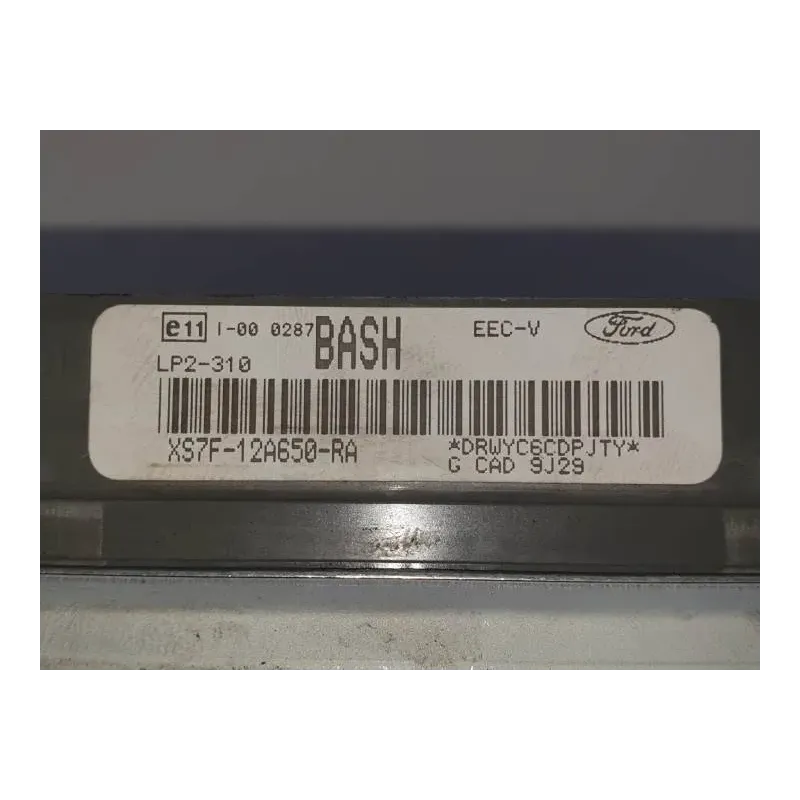 e11 I-00 0287 BASH EEC-V Ford
LP2-310
XS7F-12A650-RA *DRWYC6CDPJTY*
G CAD 9J29